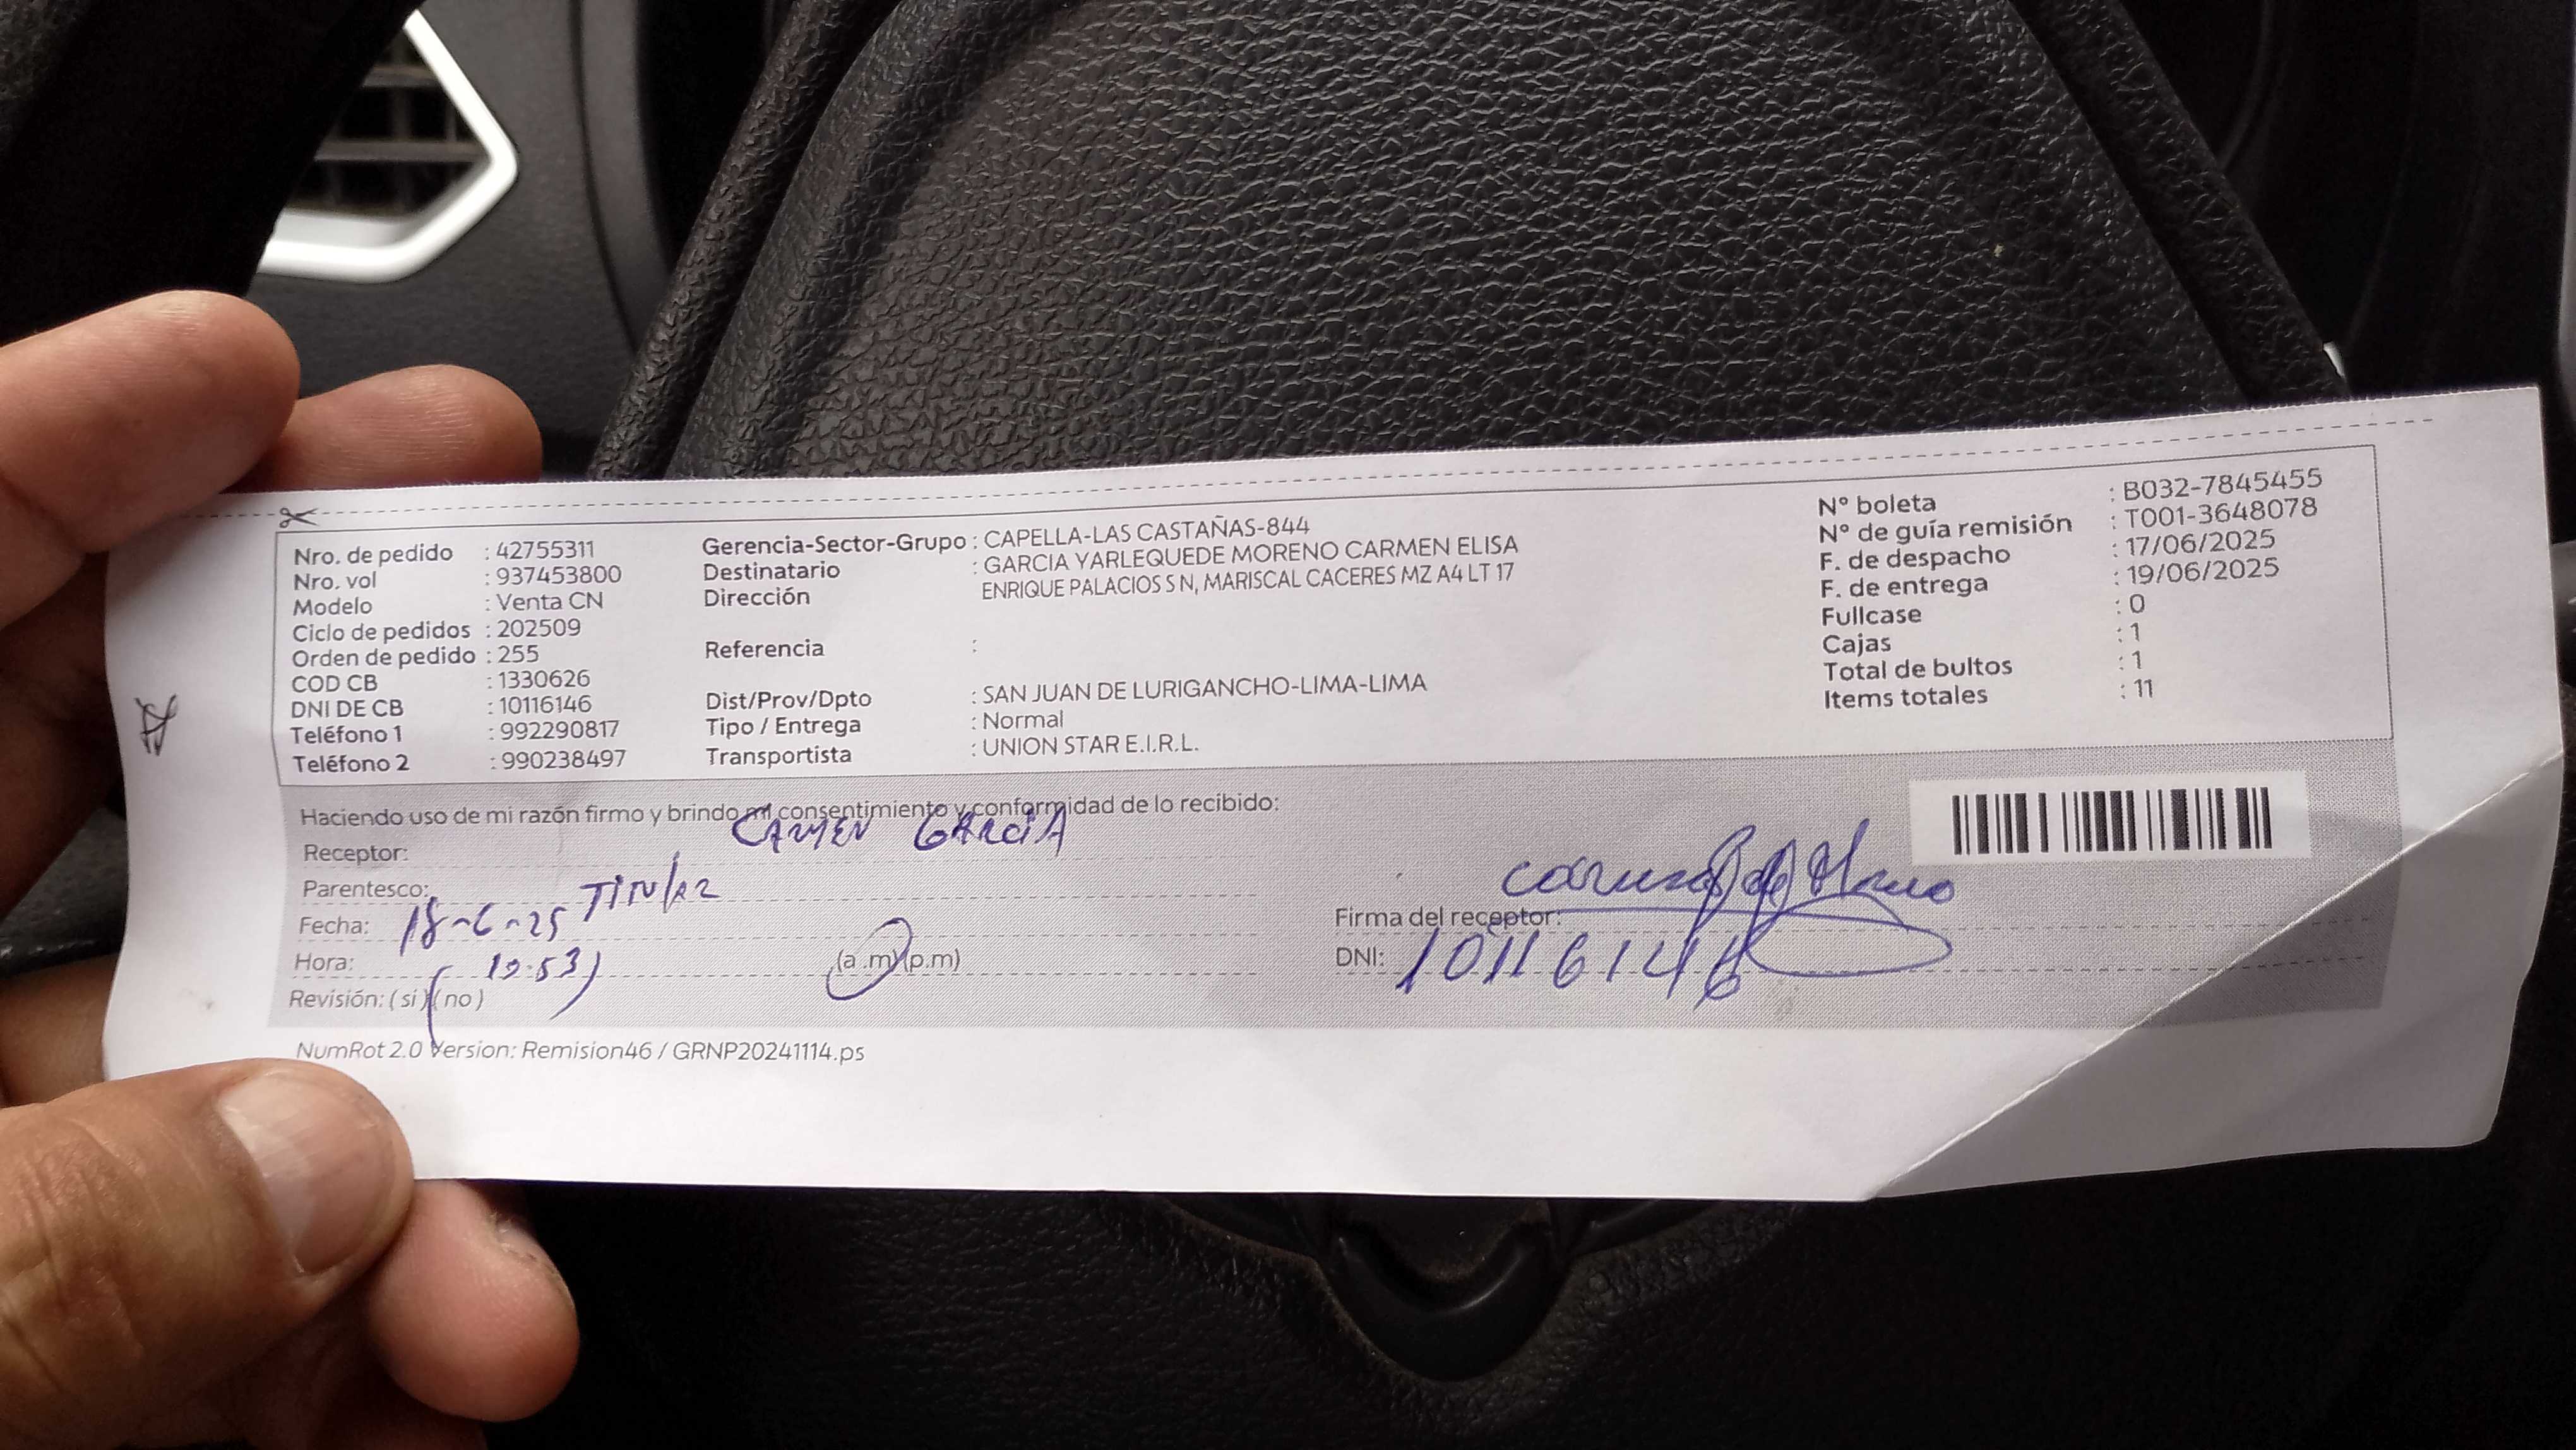 Nro. de pedido : 42755311
Nro. vol : 937453800
Modelo : Venta CN
Ciclo de pedidos : 202509
Orden de pedido : 255
COD CB : 1330626
DNI DE CB : 10116146
Teléfono 1 : 992290817
Teléfono 2 : 990238497
Gerencia-Sector-Grupo : CAPELLA-LAS CASTAÑAS-844
Destinatario : GARCIA YARLEQUEDE MORENO CARMEN ELISA
Dirección ENRIQUE PALACIOS S N, MARISCAL CACERES MZ A4 LT 17
Referencia :
Dist/Prov/Dpto : SAN JUAN DE LURIGANCHO-LIMA-LIMA
Tipo / Entrega : Normal
Transportista : UNION STAR E.I.R.L.
Nº boleta : B032-7845455
Nº de guía remisión : T001-3648078
F. de despacho : 17/06/2025
F. de entrega : 19/06/2025
Fullcase : 0
Cajas : 1
Total de bultos : 1
Items totales : 11
Haciendo uso de mi razón firmo y brindo mi consentimiento y conformidad de lo recibido:
Receptor: CARMEN GARCIA
Parentesco: TITULAR
Fecha: 18-6-25
Hora: (a.m)(p.m)
Revisión: (si) (no)
Firma del receptor:
DNI: 10116146
NumRot 2.0 Version: Remision46 / GRNP20241114.ps